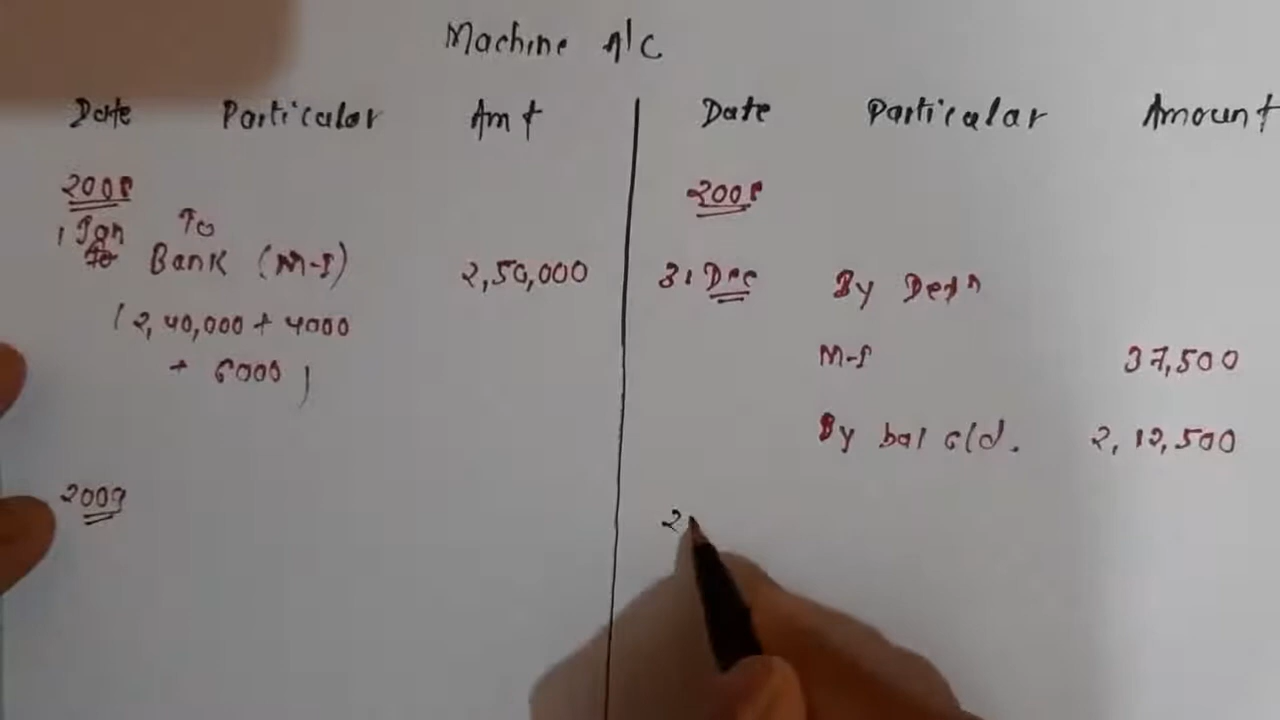 Machine A/C
Date Particular Amt Date Particular Amount
2008 2008
1 Jan To
Bank (M-I) 2,50,000 31 Dec By Depn
(2,40,000 + 4000
M-I 37,500
+ 6000)
By bal c/d. 2,12,500
2009
2